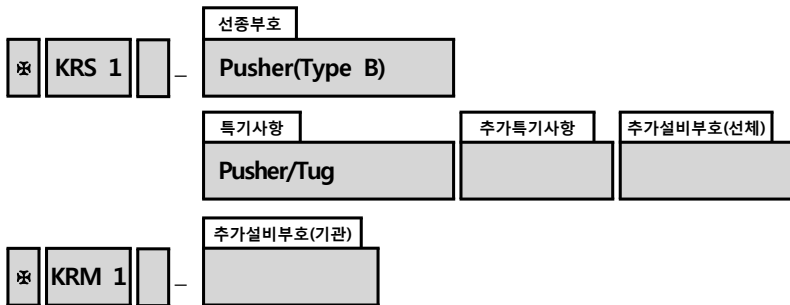 선종부호
✠ KRS 1 – Pusher(Type B)
특기사항 추가특기사항 추가설비부호(선체)
Pusher/Tug
추가설비부호(기관)
✠ KRM 1 –